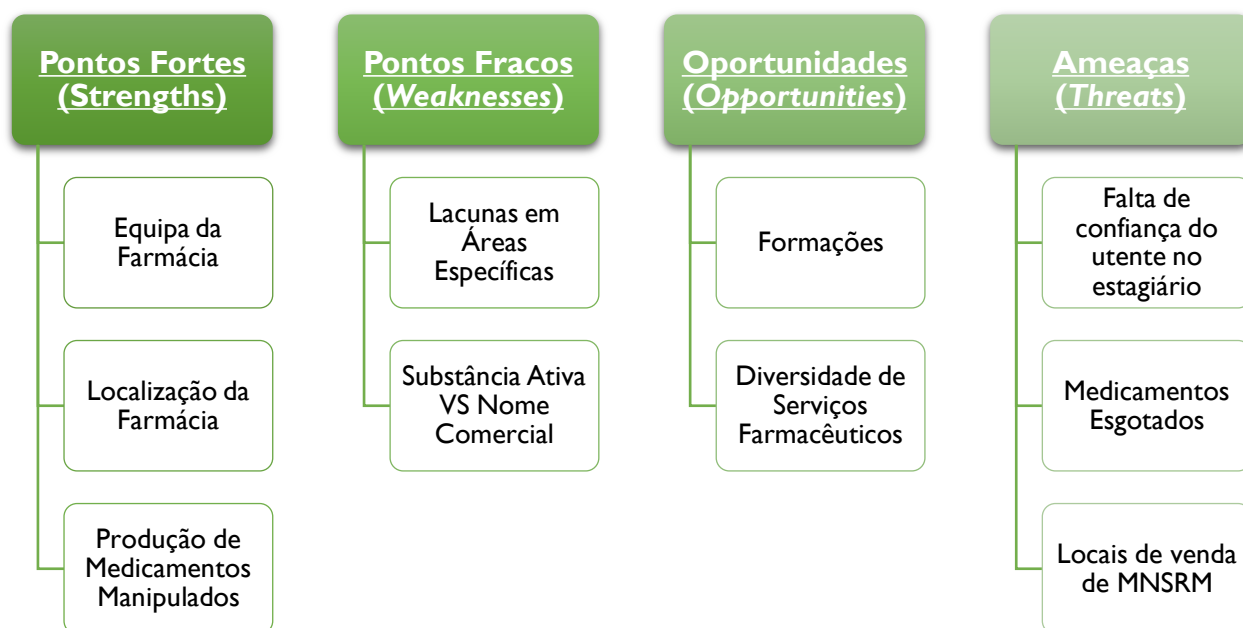 Pontos Fortes
(Strengths)
Equipa da
Farmácia
Localização da
Farmácia
Produção de
Medicamentos
Manipulados
Pontos Fracos
(Weaknesses)
Lacunas em
Áreas
Específicas
Substância Ativa
VS Nome
Comercial
Oportunidades
(Opportunities)
Formações
Diversidade de
Serviços
Farmacêuticos
Ameaças
(Threats)
Falta de
confiança do
utente no
estagiário
Medicamentos
Esgotados
Locais de venda
de MNSRM